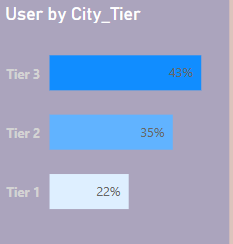 User by City_Tier
Tier 3 43%
Tier 2 35%
Tier 1 22%